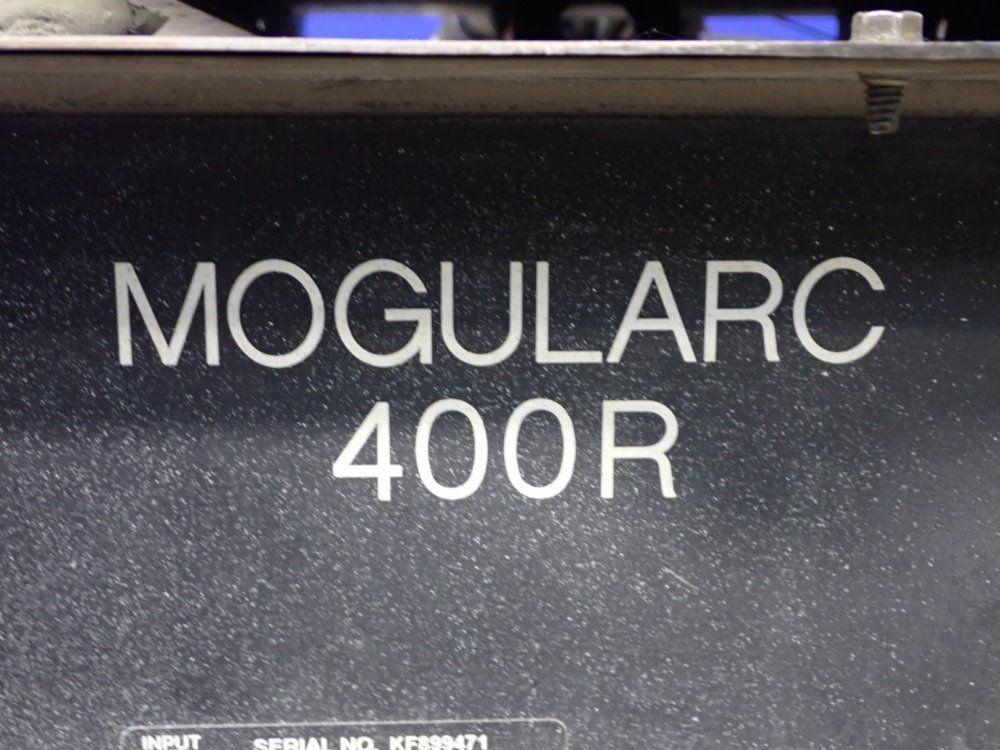 MOGULARC
400R
INPUT SERIAL NO. KF899471